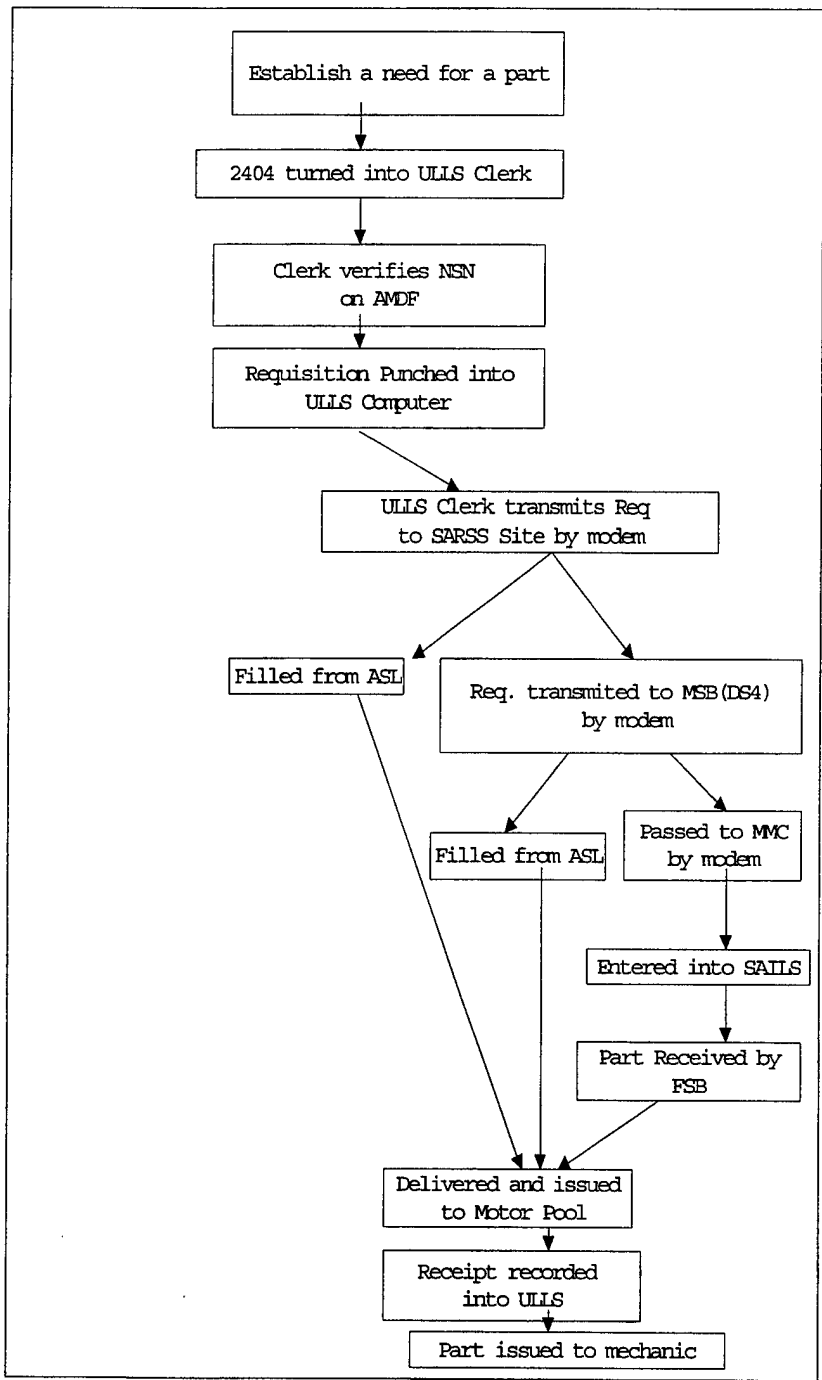 Establish a need for a part
2404 turned into ULLS Clerk
Clerk verifies NSN
on AMDF
Requisition Punched into
ULLS Computer
ULLS Clerk transmits Req
to SARSS Site by modem
Filled from ASL
Req. transmited to MSB(DS4)
by modem
Filled from ASL
Passed to MMC
by modem
Entered into SAILS
Part Received by
FSB
Delivered and issued
to Motor Pool
Receipt recorded
into ULLS
Part issued to mechanic